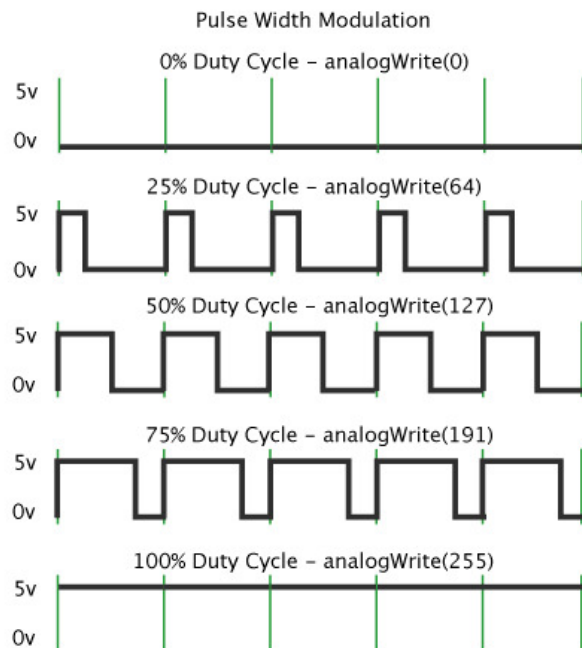 Pulse Width Modulation
0% Duty Cycle – analogWrite(0)
5v
0v
25% Duty Cycle – analogWrite(64)
5v
0v
50% Duty Cycle – analogWrite(127)
5v
0v
75% Duty Cycle – analogWrite(191)
5v
0v
100% Duty Cycle – analogWrite(255)
5v
0v